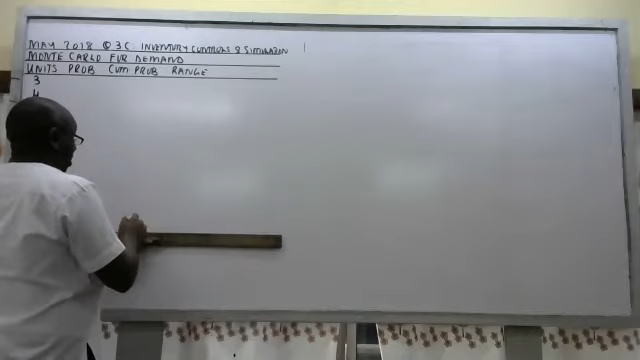 MAY 2018 Q3C: INVENTORY CONTROLS & SIMULATION
MONTE CARLO FOR DEMAND
UNITS PROB CUM PROB RANGE
3
4